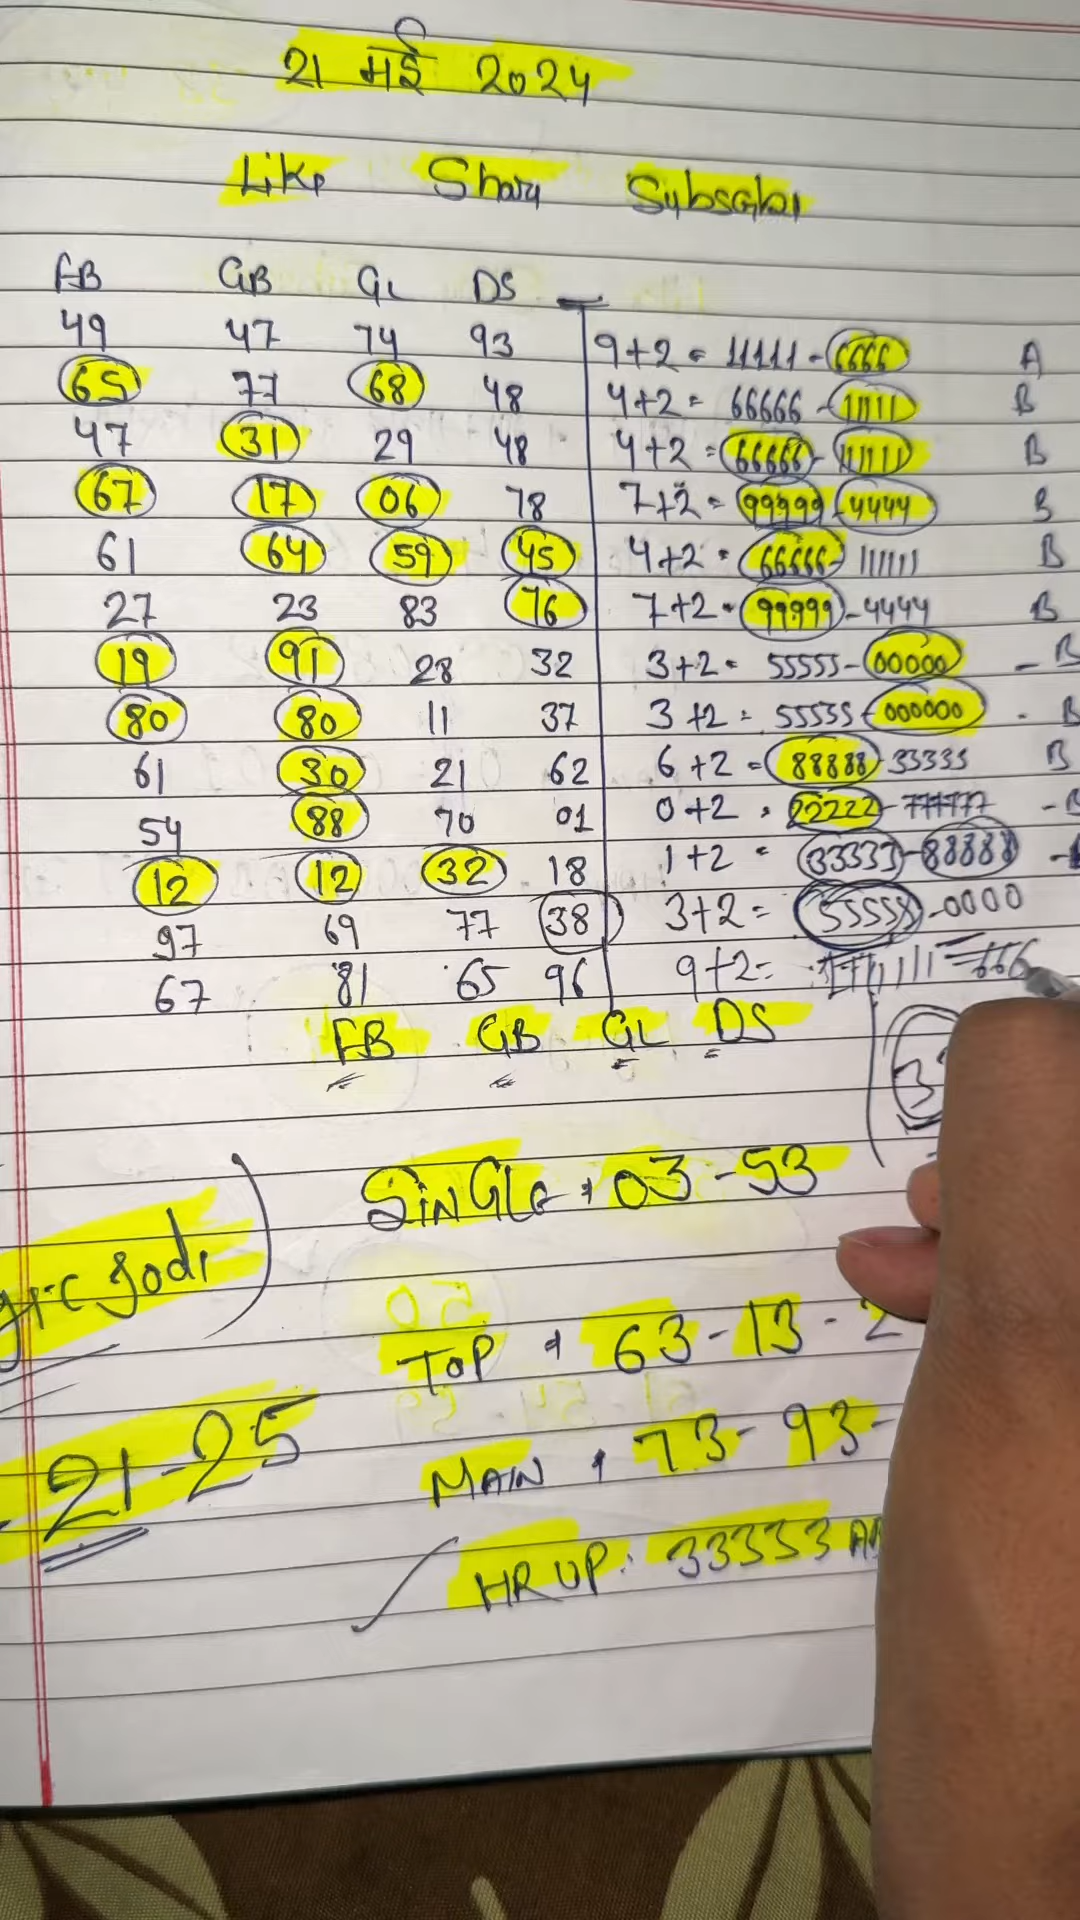 21 मई 2024
Like Share Subscribe
FB GB GL DS
49 47 74 93 9+2= 11111-6666 A
65 77 68 48 4+2= 66666-11111 B
47 31 29 48 4+2= 66666-11111 B
67 17 06 78 7+2= 99999-4444 B
61 64 59 45 4+2= 66666-111111 B
27 23 83 76 7+2= 99999-4444 B
19 91 28 32 3+2= 55555-00000 - B
80 80 11 37 3+2= 55555-000000 - B
61 30 21 62 6+2= 88888-33333 B
54 88 70 01 0+2= 22222-777777 - B
12 12 32 18 1+2= 33333-88888 -
97 69 77 38 3+2= 55555-0000
67 81 65 96 9+2=
FB GB GL DS
SINGLE 03-53
Jodi
TOP 63-13-2
21-25
MAIN 73-93-
HRUP: 33333 AB